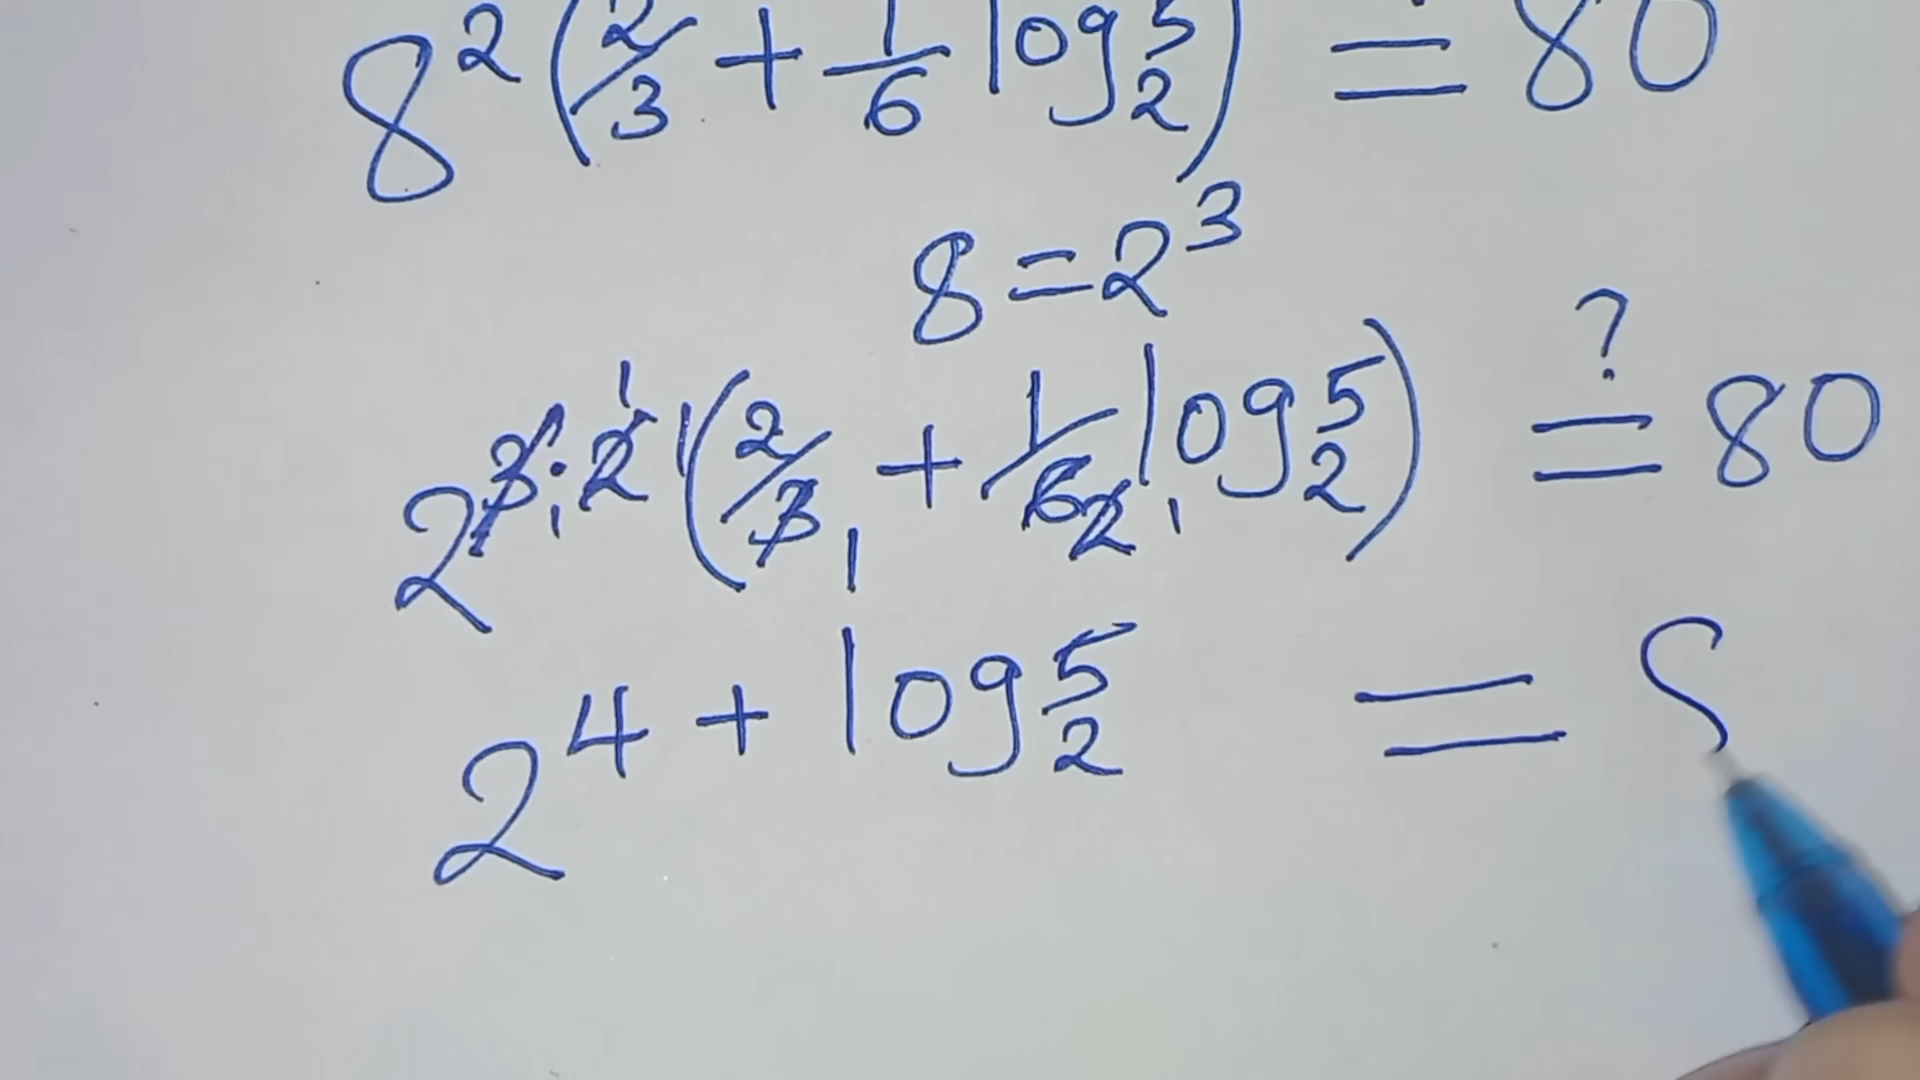 8^2(2/3 + 1/6 log_2^5) = 80
8 = 2^3
2^3·2(2/3 + 1/6 log_2^5) ?= 80
2^4 + log_2^5 =